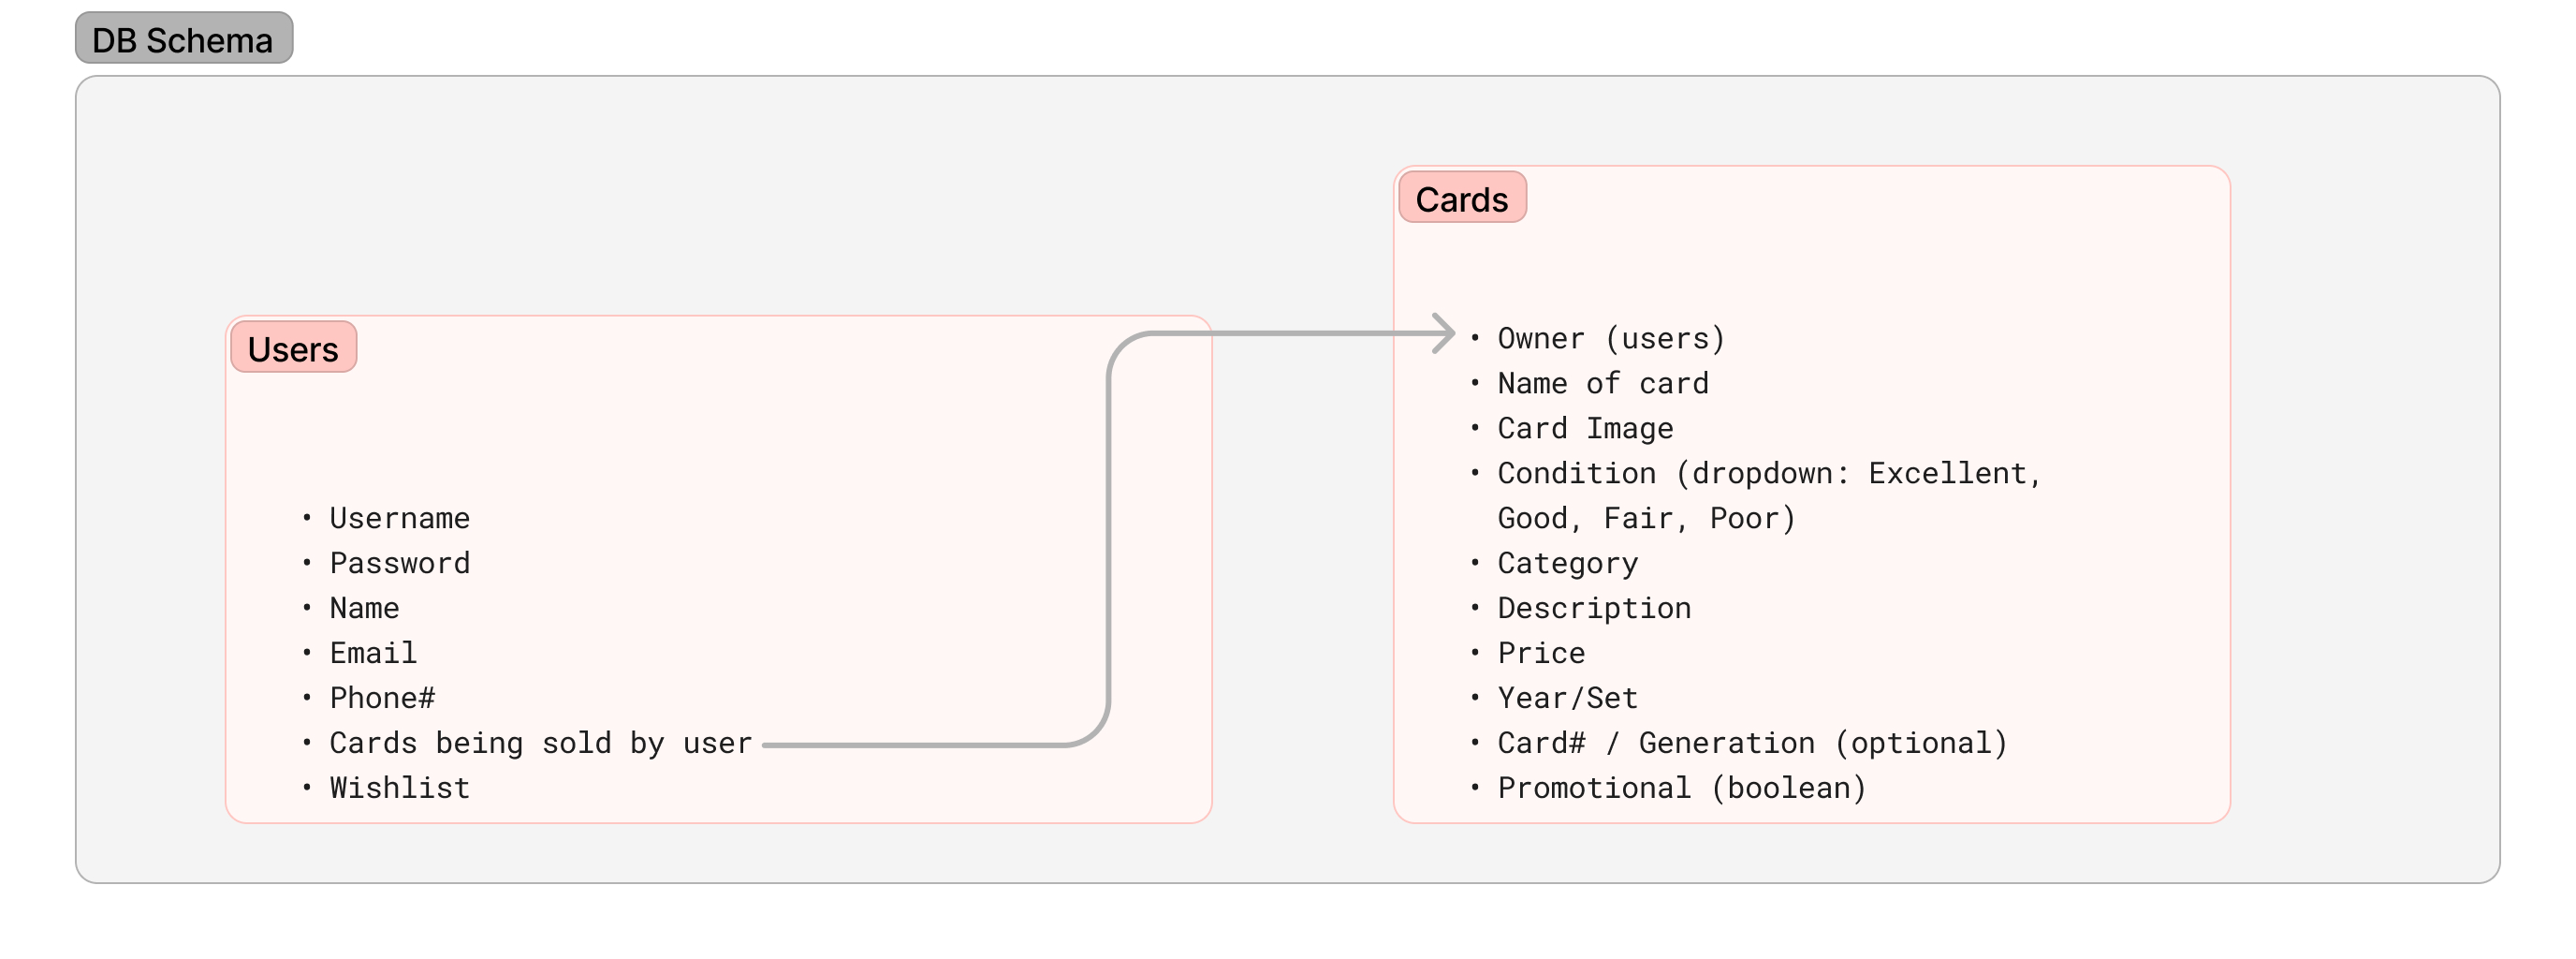 DB Schema
Users
• Username
• Password
• Name
• Email
• Phone#
• Cards being sold by user
• Wishlist
Cards
• Owner (users)
• Name of card
• Card Image
• Condition (dropdown: Excellent,
Good, Fair, Poor)
• Category
• Description
• Price
• Year/Set
• Card# / Generation (optional)
• Promotional (boolean)